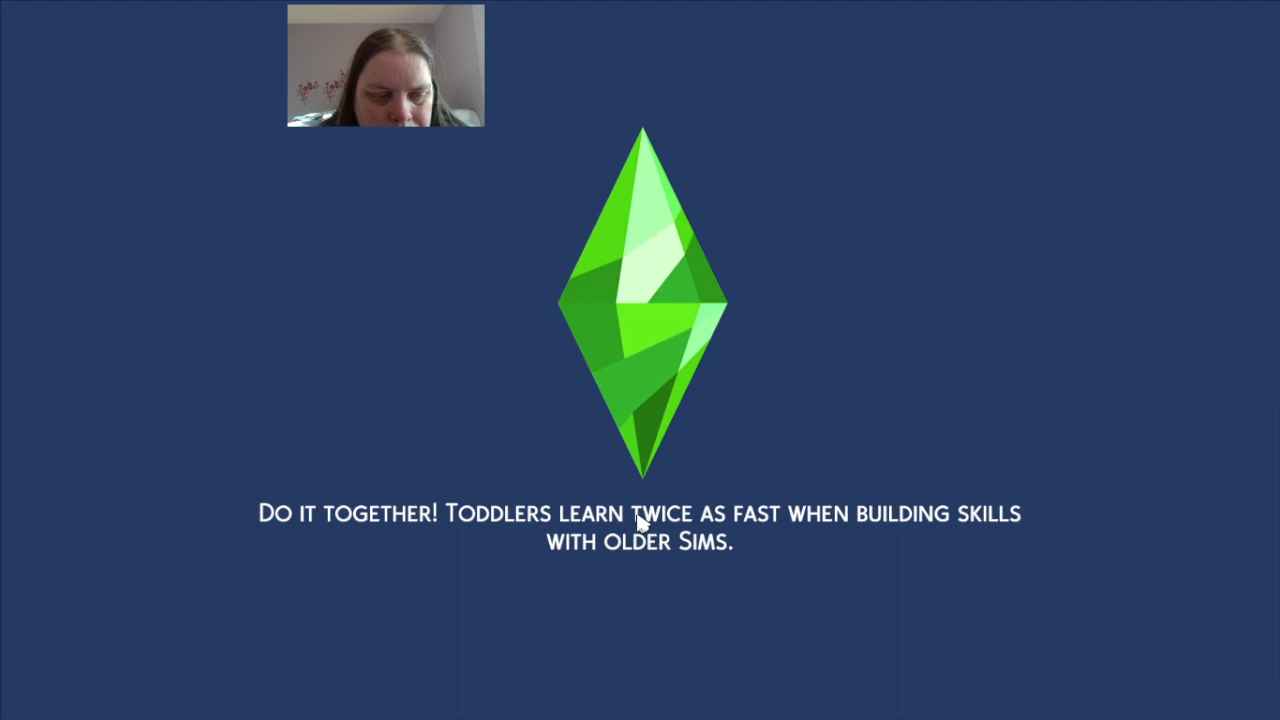 Do it together! Toddlers learn twice as fast when building skills
with older Sims.